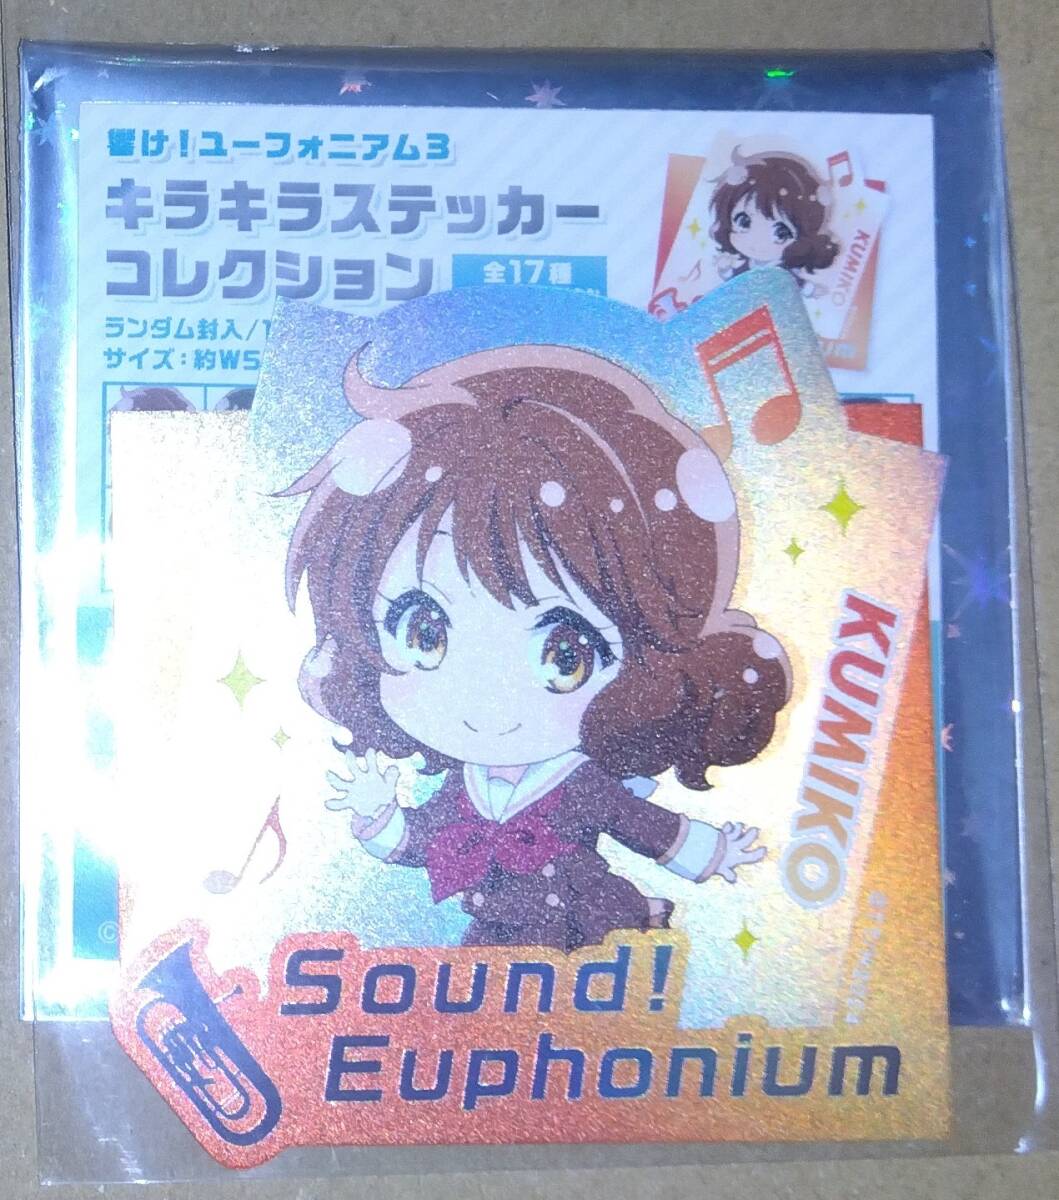 響け！ユーフォニアム3
キラキラステッカー
コレクション
全17種
ランダム封入/1
サイズ：約W5
KUMIKO
KUMIKO
Sound!
Euphonium
©